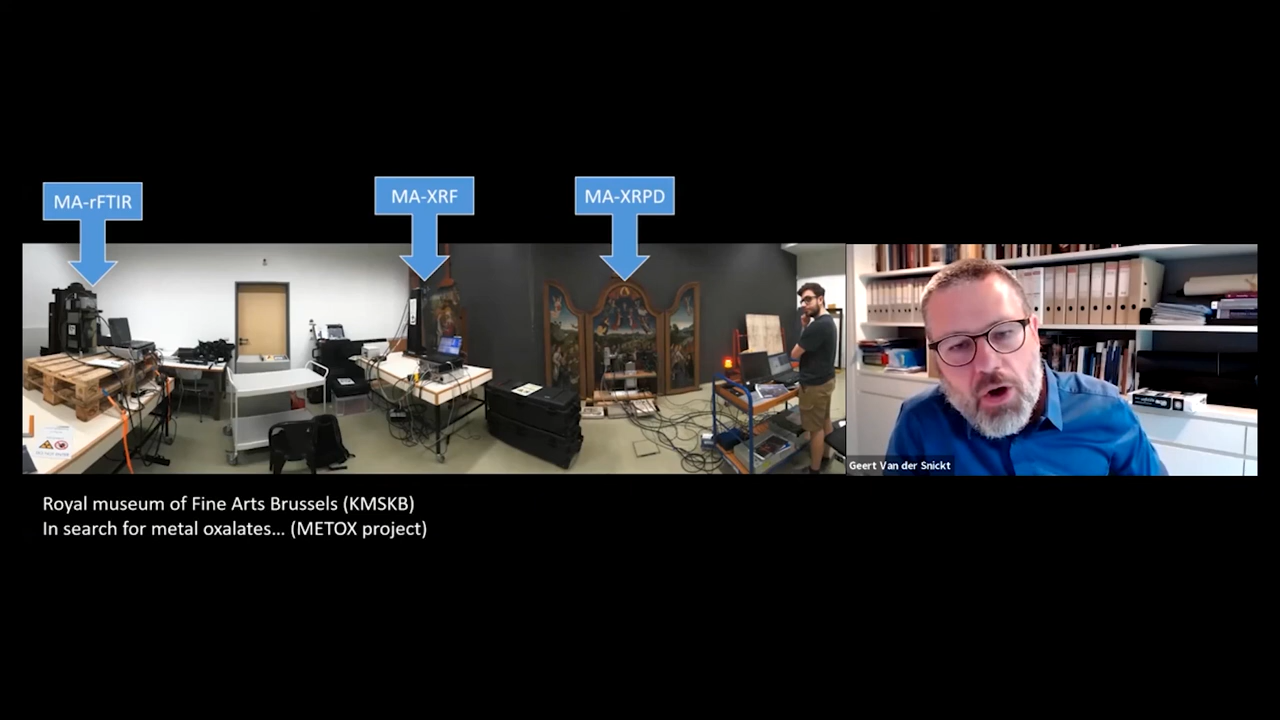 MA-rFTIR
MA-XRF
MA-XRPD
Geert Van der Snickt
Royal museum of Fine Arts Brussels (KMSKB)
In search for metal oxalates... (METOX project)